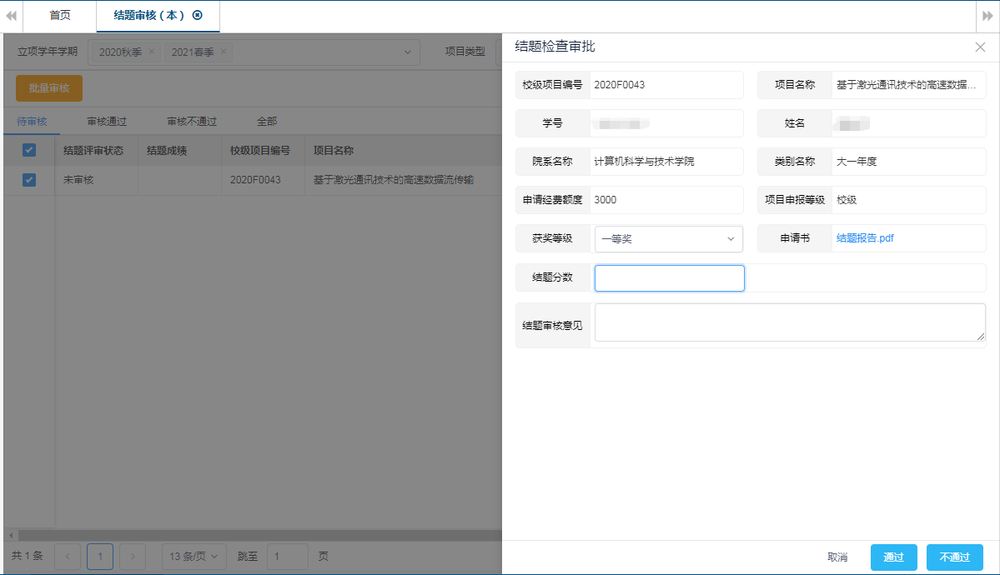 首页
结题审核（本）
立项学年学期
2020秋季 ×
2021春季 ×
项目类型
批量审核
待审核
审核通过
审核不通过
全部
结题评审状态
结题成绩
校级项目编号
项目名称
未审核
2020F0043
基于激光通讯技术的高速数据流传输
共 1 条
1
13 条/页
跳至
1
页
结题检查审批
校级项目编号
2020F0043
项目名称
基于激光通讯技术的高速数据...
学号
姓名
院系名称
计算机科学与技术学院
类别名称
大一年度
申请经费额度
3000
项目申报等级
校级
获奖等级
一等奖
申请书
结题报告.pdf
结题分数
结题审核意见
取消
通过
不通过